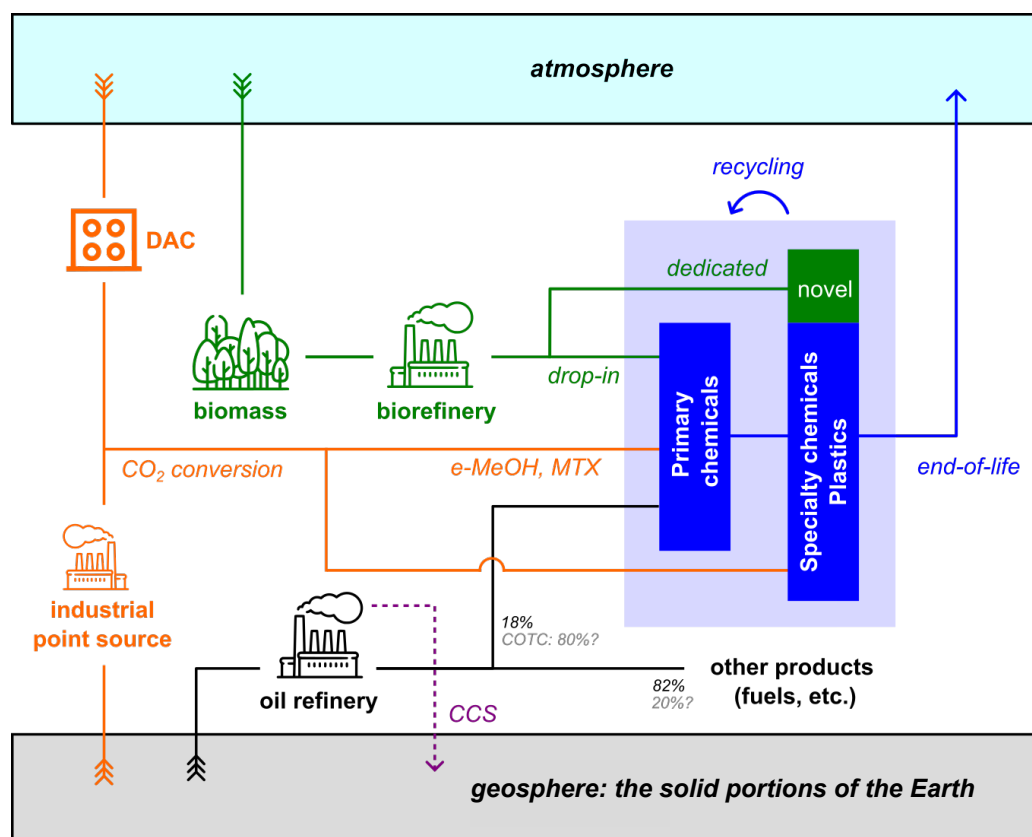 atmosphere
recycling
DAC
dedicated
novel
drop-in
biomass
biorefinery
Primary
chemicals
Specialty chemicals
Plastics
CO₂ conversion
e-MeOH, MTX
end-of-life
industrial
point source
18%
COTC: 80%?
oil refinery
82%
20%?
other products
(fuels, etc.)
CCS
geosphere: the solid portions of the Earth